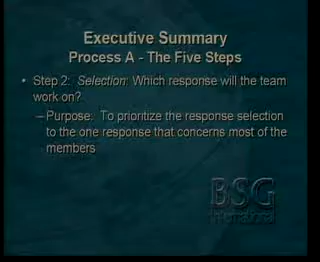 Executive Summary
Process A - The Five Steps
• Step 2: Selection: Which response will the team
work on?
– Purpose: To prioritize the response selection
to the one response that concerns most of the
members
BSG
International